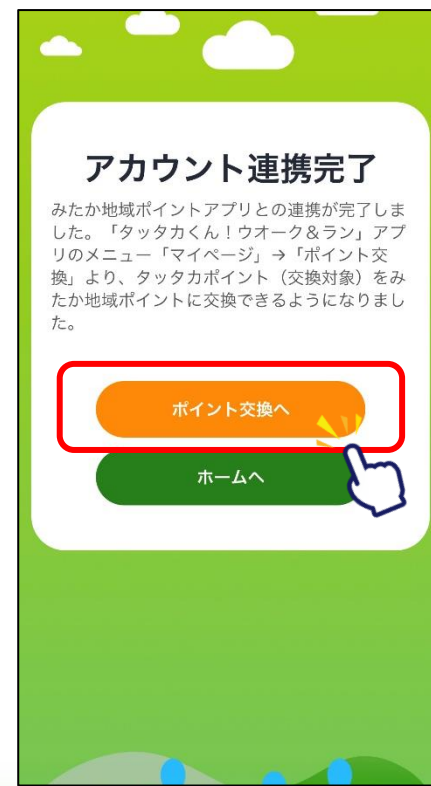 アカウント連携完了
みたか地域ポイントアプリとの連携が完了しま
した。「タッタカくん！ウオーク＆ラン」アプ
リのメニュー「マイページ」→「ポイント交
換」より、タッタカポイント（交換対象）をみ
たか地域ポイントに交換できるようになりまし
た。
ポイント交換へ
ホームへ